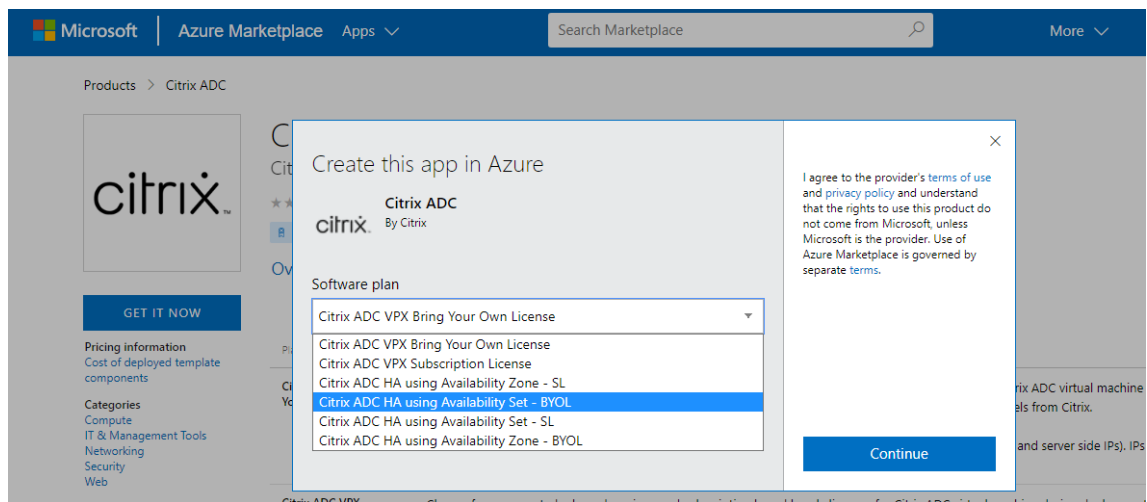 Microsoft
Azure Marketplace
Apps
Search Marketplace
More
Products > Citrix ADC
citrix
C
Cit
Ov
GET IT NOW
Pricing information
Cost of deployed template
components
Categories
Compute
IT & Management Tools
Networking
Security
Web
Create this app in Azure
citrix
Citrix ADC
By Citrix
Software plan
Citrix ADC VPX Bring Your Own License
Citrix ADC VPX Bring Your Own License
Citrix ADC VPX Subscription License
Citrix ADC HA using Availability Zone - SL
Citrix ADC HA using Availability Set - BYOL
Citrix ADC HA using Availability Set - SL
Citrix ADC HA using Availability Zone - BYOL
I agree to the provider's terms of use
and privacy policy and understand
that the rights to use this product do
not come from Microsoft, unless
Microsoft is the provider. Use of
Azure Marketplace is governed by
separate terms.
Continue
rix ADC virtual machine
els from Citrix.
and server side IPs). IPs